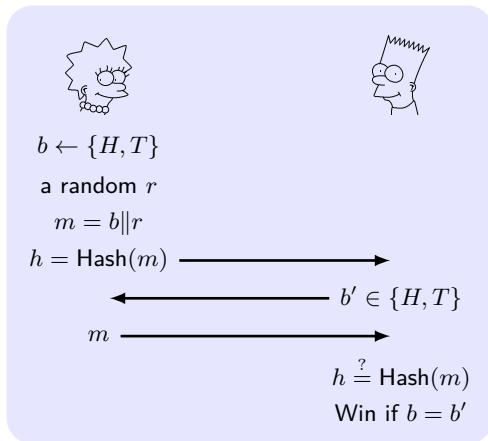 b ← {H, T}
a random r
m = b∥r
h = Hash(m)
b′ ∈ {H, T}
m
h ≟ Hash(m)
Win if b = b′